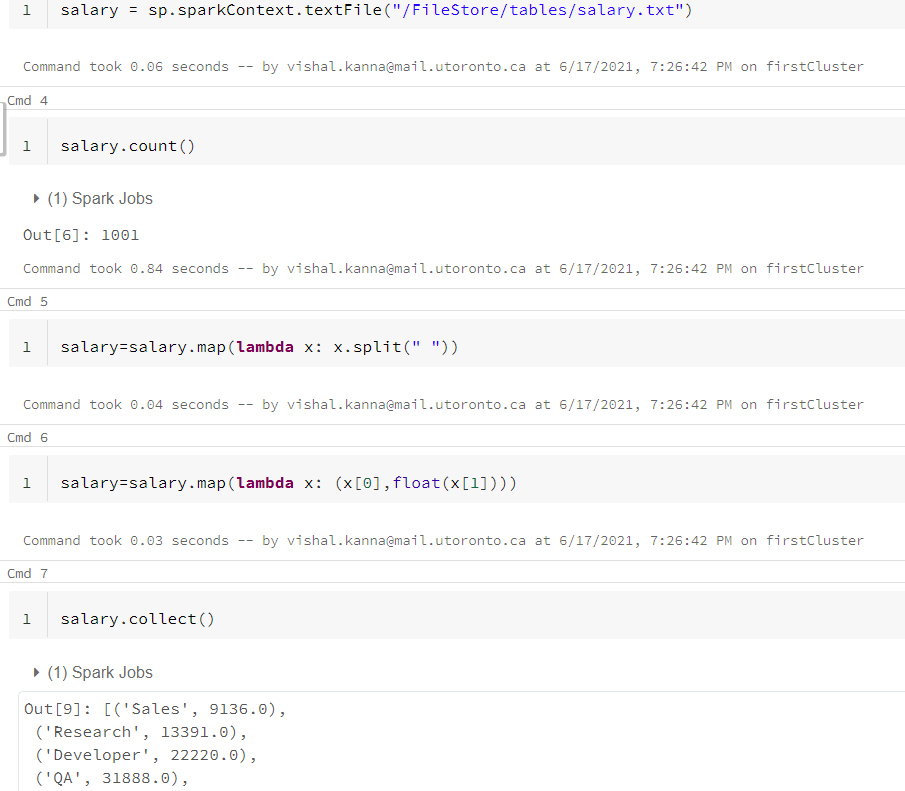 1 salary = sp.sparkContext.textFile("/FileStore/tables/salary.txt")
Command took 0.06 seconds -- by vishal.kanna@mail.utoronto.ca at 6/17/2021, 7:26:42 PM on firstCluster
Cmd 4
1 salary.count()
(1) Spark Jobs
Out[6]: 1001
Command took 0.84 seconds -- by vishal.kanna@mail.utoronto.ca at 6/17/2021, 7:26:42 PM on firstCluster
Cmd 5
1 salary=salary.map(lambda x: x.split(" "))
Command took 0.04 seconds -- by vishal.kanna@mail.utoronto.ca at 6/17/2021, 7:26:42 PM on firstCluster
Cmd 6
1 salary=salary.map(lambda x: (x[0],float(x[1])))
Command took 0.03 seconds -- by vishal.kanna@mail.utoronto.ca at 6/17/2021, 7:26:42 PM on firstCluster
Cmd 7
1 salary.collect()
(1) Spark Jobs
Out[9]: [('Sales', 9136.0),
('Research', 13391.0),
('Developer', 22220.0),
('QA', 31888.0),